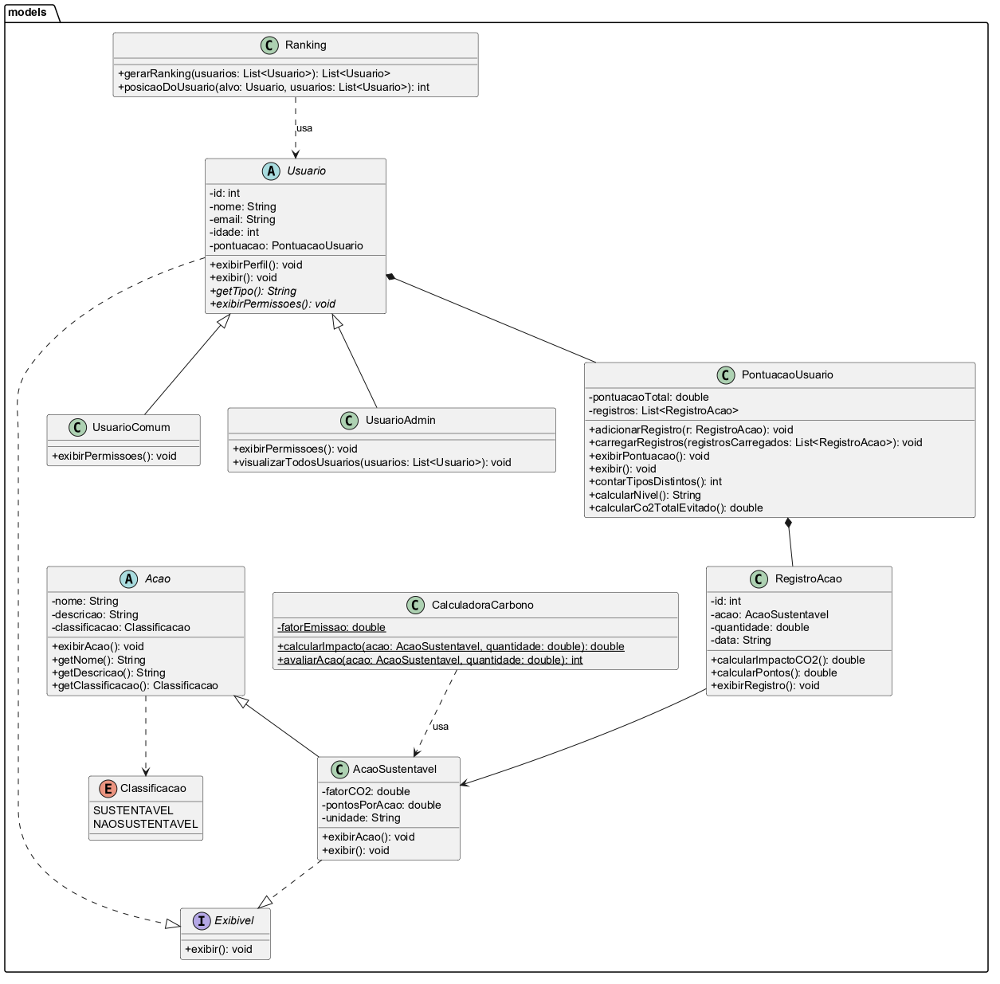 models
C Ranking
+gerarRanking(usuarios: List<Usuario>): List<Usuario>
+posicaoDoUsuario(alvo: Usuario, usuarios: List<Usuario>): int
usa
A Usuario
-id: int
-nome: String
-email: String
-idade: int
-pontuacao: PontuacaoUsuario
+exibirPerfil(): void
+exibir(): void
+getTipo(): String
+exibirPermissoes(): void
C UsuarioComum
+exibirPermissoes(): void
C UsuarioAdmin
+exibirPermissoes(): void
+visualizarTodosUsuarios(usuarios: List<Usuario>): void
C PontuacaoUsuario
-pontuacaoTotal: double
-registros: List<RegistroAcao>
+adicionarRegistro(r: RegistroAcao): void
+carregarRegistros(registrosCarregados: List<RegistroAcao>): void
+exibirPontuacao(): void
+exibir(): void
+contarTiposDistintos(): int
+calcularNivel(): String
+calcularCo2TotalEvitado(): double
A Acao
-nome: String
-descricao: String
-classificacao: Classificacao
+exibirAcao(): void
+getNome(): String
+getDescricao(): String
+getClassificacao(): Classificacao
C CalculadoraCarbono
-fatorEmissao: double
+calcularImpacto(acao: AcaoSustentavel, quantidade: double): double
+avaliarAcao(acao: AcaoSustentavel, quantidade: double): int
C RegistroAcao
-id: int
-acao: AcaoSustentavel
-quantidade: double
-data: String
+calcularImpactoCO2(): double
+calcularPontos(): double
+exibirRegistro(): void
usa
E Classificacao
SUSTENTAVEL
NAOSUSTENTAVEL
C AcaoSustentavel
-fatorCO2: double
-pontosPorAcao: double
-unidade: String
+exibirAcao(): void
+exibir(): void
I Exibivel
+exibir(): void